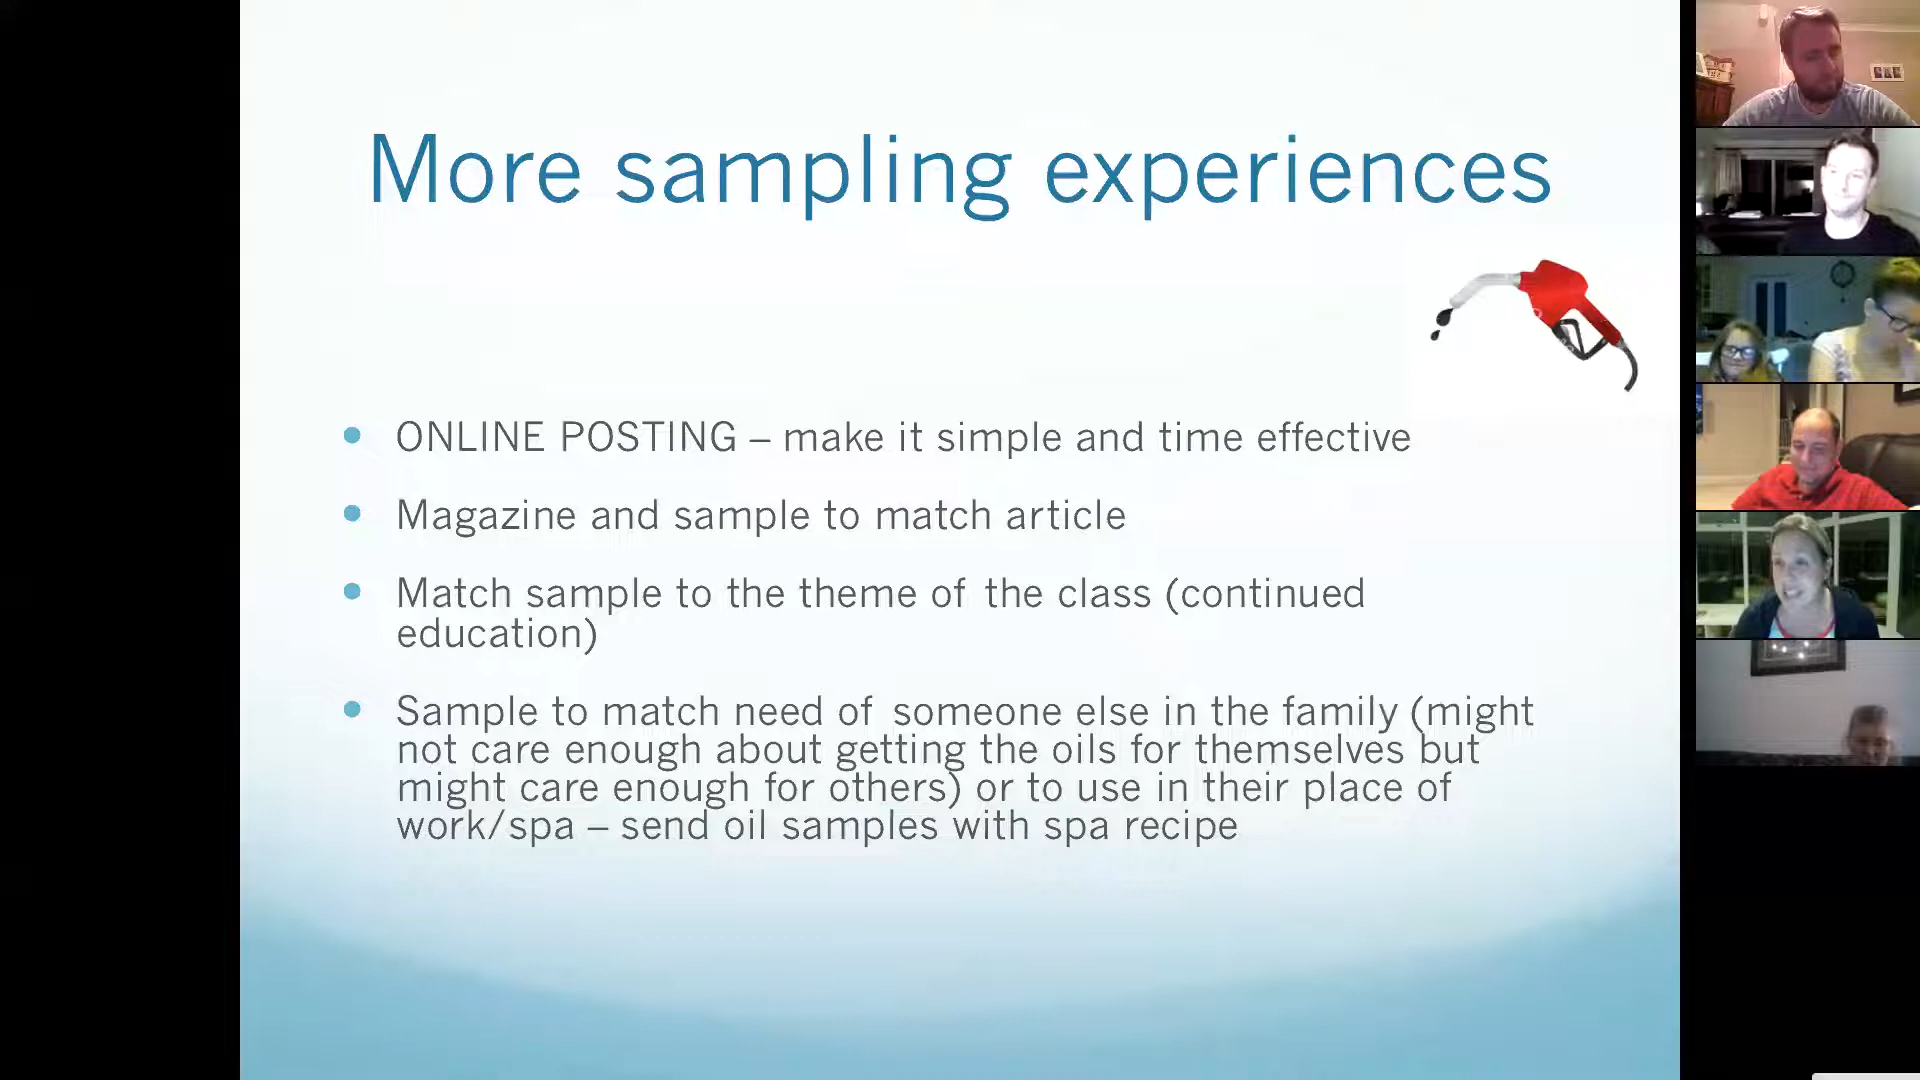 More sampling experiences
ONLINE POSTING – make it simple and time effective
Magazine and sample to match article
Match sample to the theme of the class (continued
education)
Sample to match need of someone else in the family (might
not care enough about getting the oils for themselves but
might care enough for others) or to use in their place of
work/spa – send oil samples with spa recipe